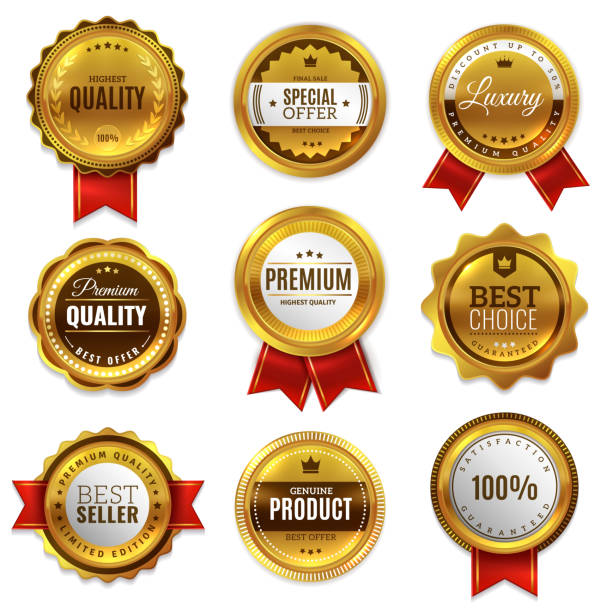 HIGHEST
QUALITY
100%
FINAL SALE
SPECIAL
OFFER
BEST CHOICE
DISCOUNT UP TO 50%
Luxury
PREMIUM QUALITY
Premium
QUALITY
BEST OFFER
PREMIUM
HIGHEST QUALITY
BEST
CHOICE
GUARANTEED
PREMIUM QUALITY
BEST
SELLER
LIMITED EDITION
GENUINE
PRODUCT
BEST OFFER
SATISFACTION
100%
GUARANTEED